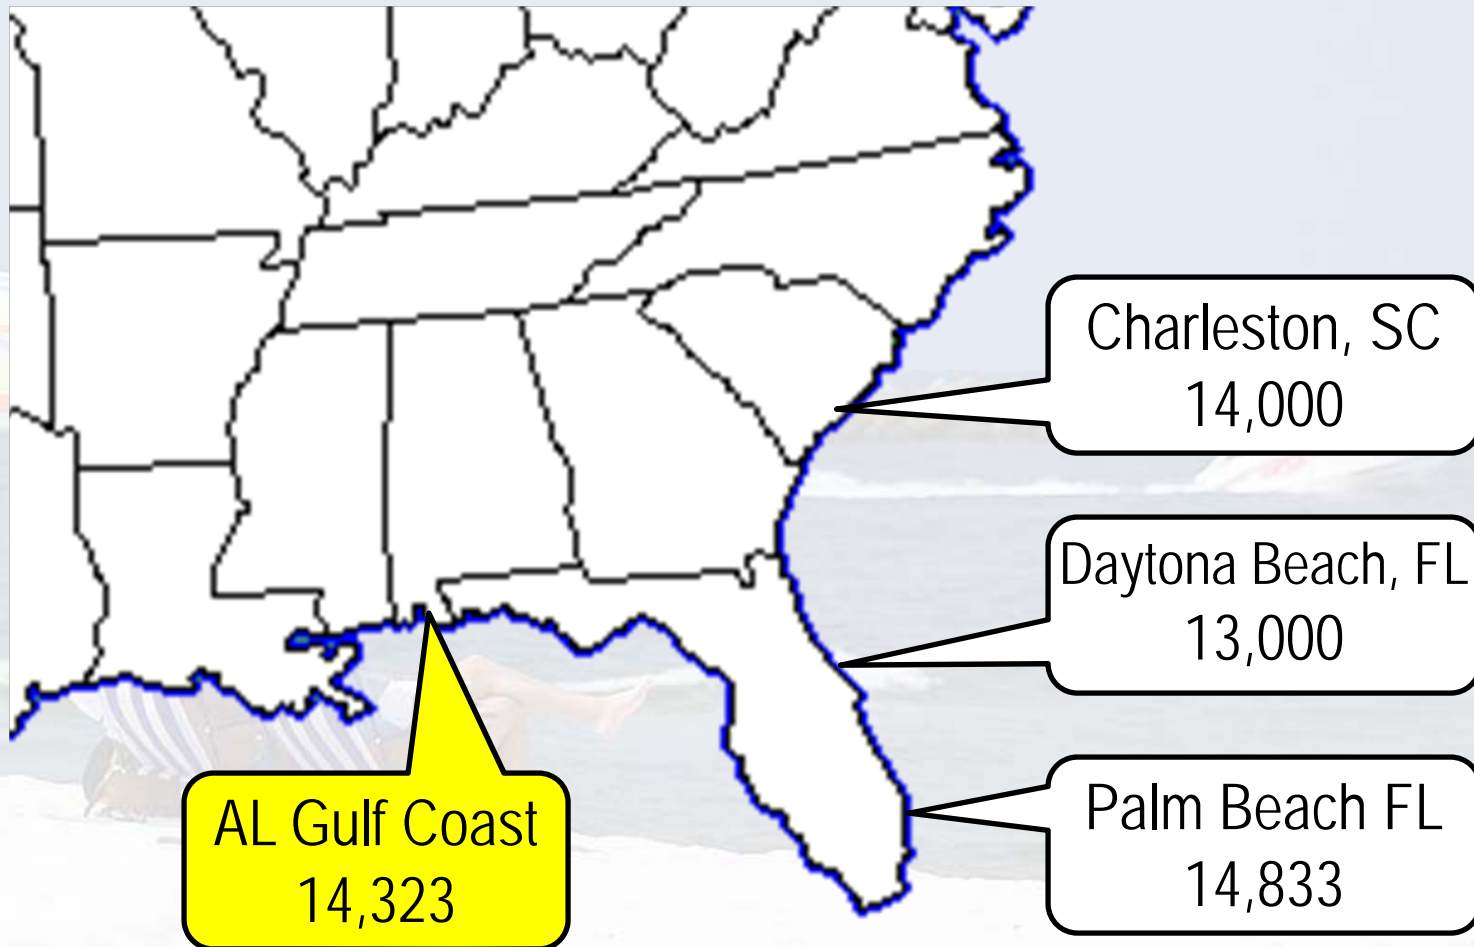 Charleston, SC
14,000
Daytona Beach, FL
13,000
Palm Beach FL
14,833
AL Gulf Coast
14,323